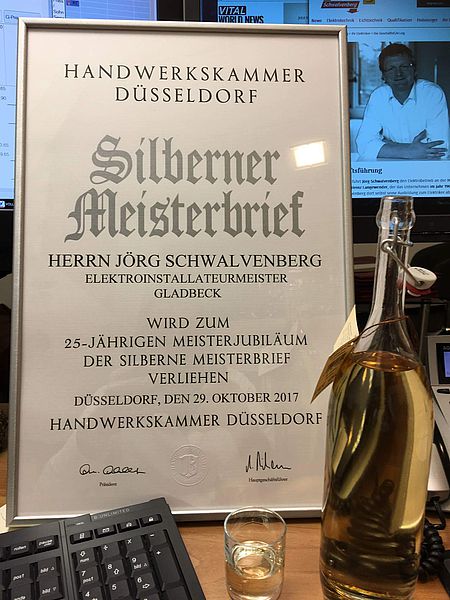 VITAL
WORLD NEWS
Schwalvenberg
HANDWERKSKAMMER
DÜSSELDORF
Silberner
Meisterbrief
HERRN JÖRG SCHWALVENBERG
ELEKTROINSTALLATEURMEISTER
GLADBECK
WIRD ZUM
25-JÄHRIGEN MEISTERJUBILÄUM
DER SILBERNE MEISTERBRIEF
VERLIEHEN
DÜSSELDORF, DEN 29. OKTOBER 2017
HANDWERKSKAMMER DÜSSELDORF
Präsident
Hauptgeschäftsführer
B.UNLIMITED